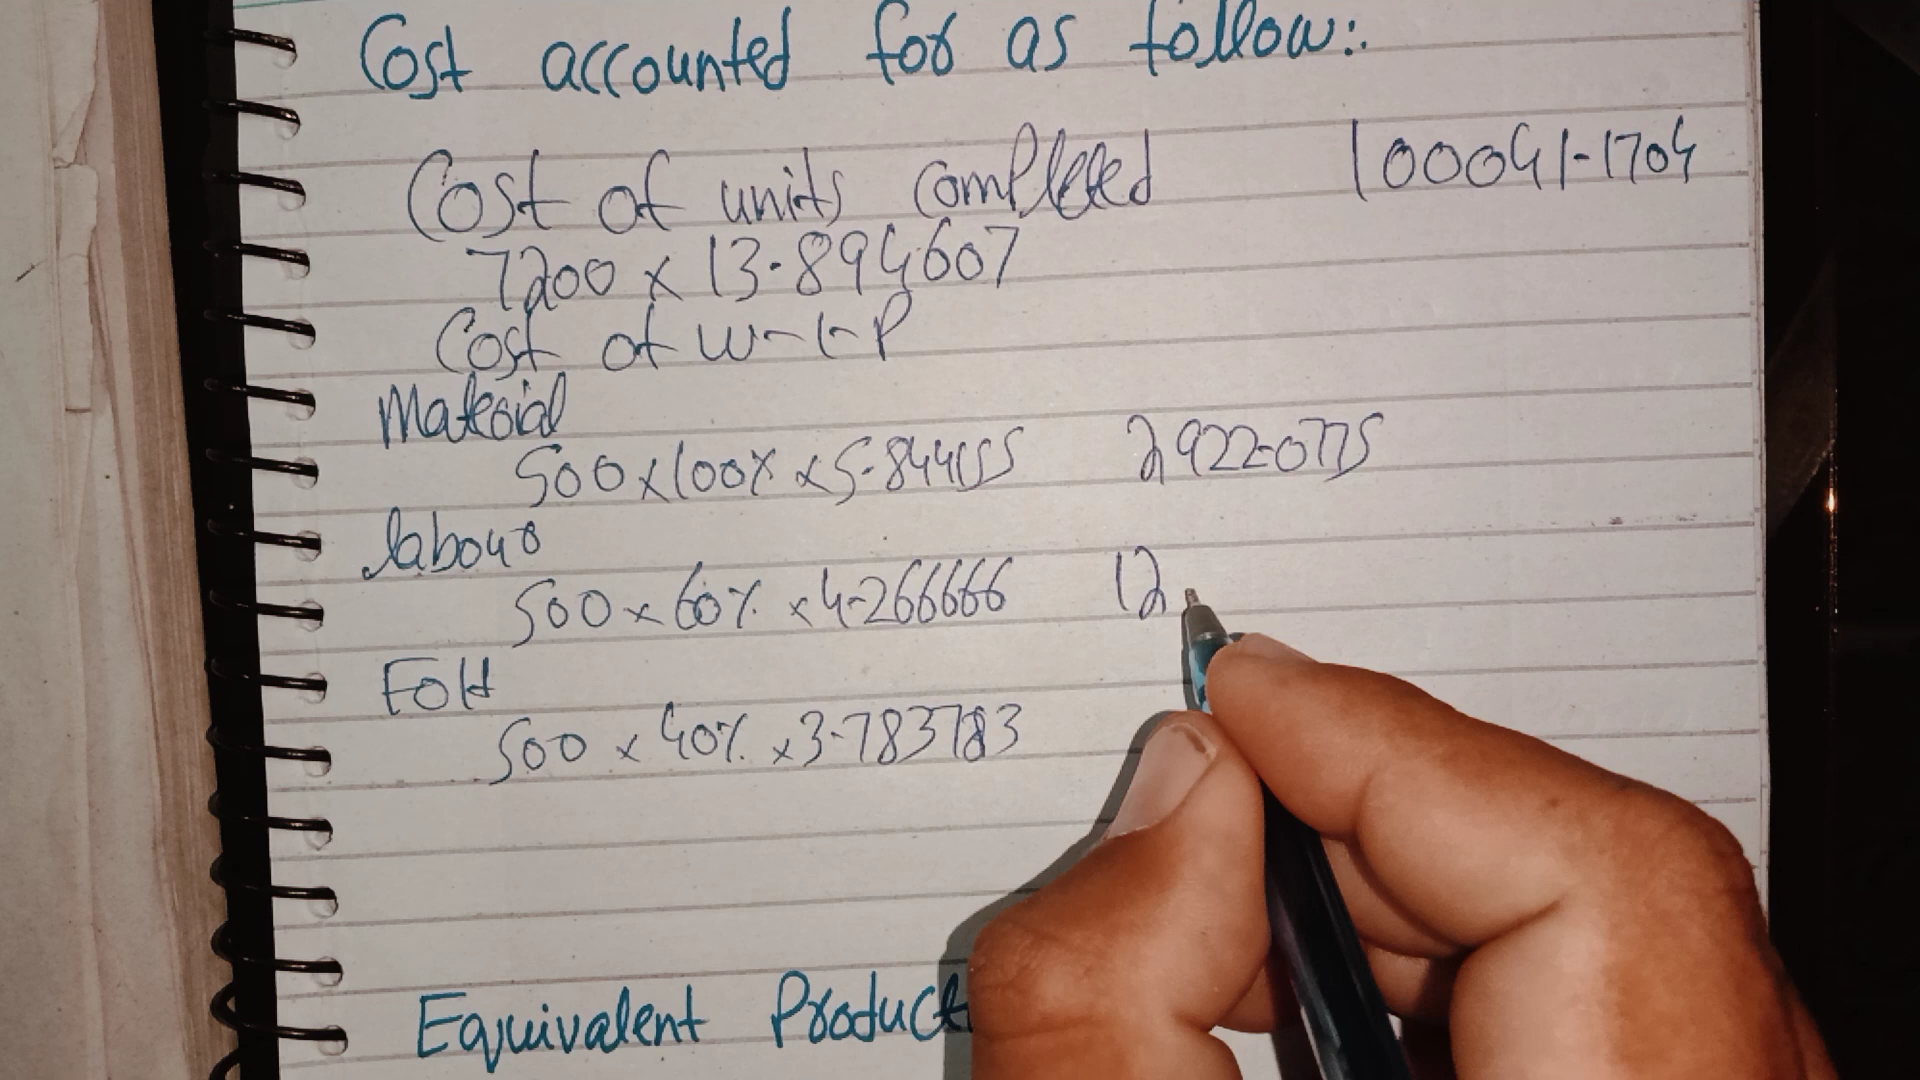 Cost accounted for as follow:.
Cost of units completed 100041.1704
7200 x 13.894607
Cost of W-I-P
Material
500 x 100% x 5.844155 2922.0775
labour
500 x 60% x 4.266666 12
FOH
500 x 40% x 3.783783
Equivalent Product